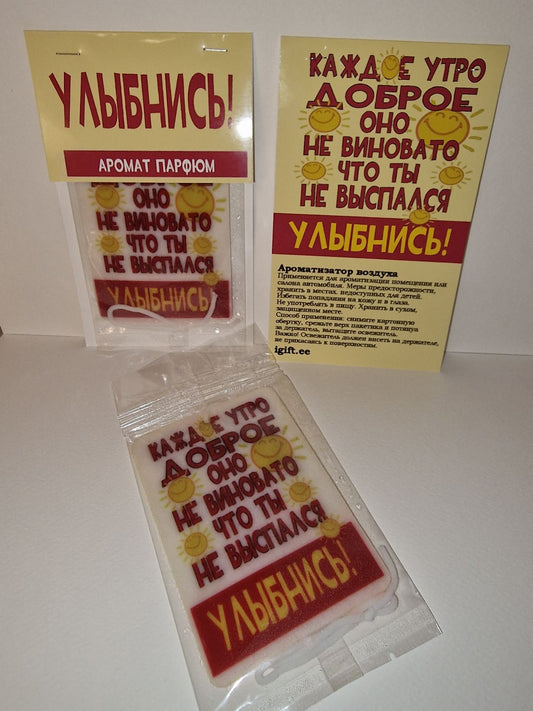 УЛЫБНИСЬ!
АРОМАТ ПАРФЮМ
ДОБРОЕ
ОНО
НЕ ВИНОВАТО
ЧТО ТЫ
НЕ ВЫСПАЛСЯ
УЛЫБНИСЬ!
КАЖДОЕ УТРО
ДОБРОЕ
ОНО
НЕ ВИНОВАТО
ЧТО ТЫ
НЕ ВЫСПАЛСЯ
УЛЫБНИСЬ!
Ароматизатор воздуха
Применяется для ароматизации помещения или
салона автомобиля. Меры предосторожности,
хранить в местах, недоступных для детей.
Избегать попадания на кожу и в глаза.
Не употреблять в пищу. Хранить в сухом,
защищенном месте.
Способ применения: снимите картонную
обертку, срежьте верх пакетика и потянув
за держатель, вытащите освежитель.
Важно! Освежитель должен висеть на держателе,
не прикасаясь к поверхностям.
igift.ee
КАЖДОЕ УТРО
ДОБРОЕ
ОНО
НЕ ВИНОВАТО
ЧТО ТЫ
НЕ ВЫСПАЛСЯ
УЛЫБНИСЬ!